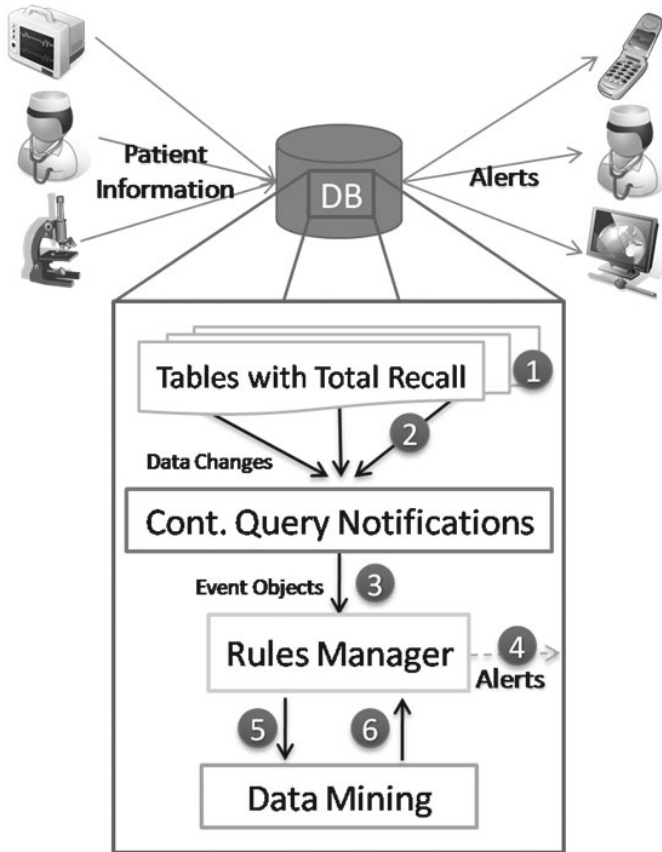 Patient
Information
DB
Alerts
Tables with Total Recall
1
2
Data Changes
Cont. Query Notifications
Event Objects
3
Rules Manager
4
Alerts
5
6
Data Mining